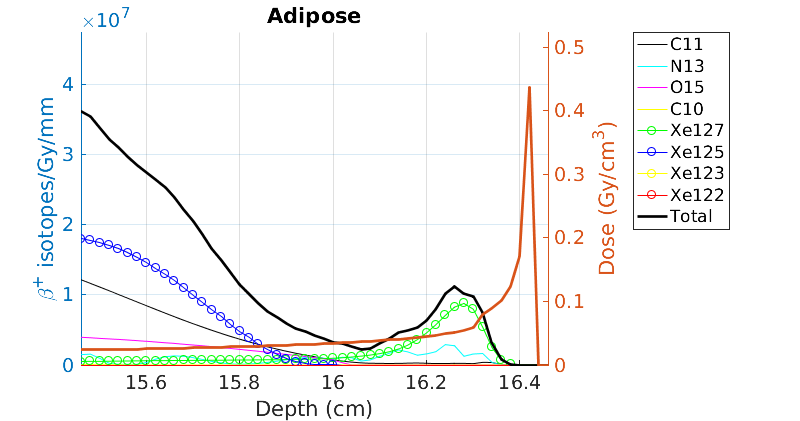 Adipose
×10⁷
β⁺ isotopes/Gy/mm
4
3
2
1
0
15.6
15.8
16
16.2
16.4
Depth (cm)
0.5
0.4
0.3
0.2
0.1
0
Dose (Gy/cm³)
C11
N13
O15
C10
Xe127
Xe125
Xe123
Xe122
Total